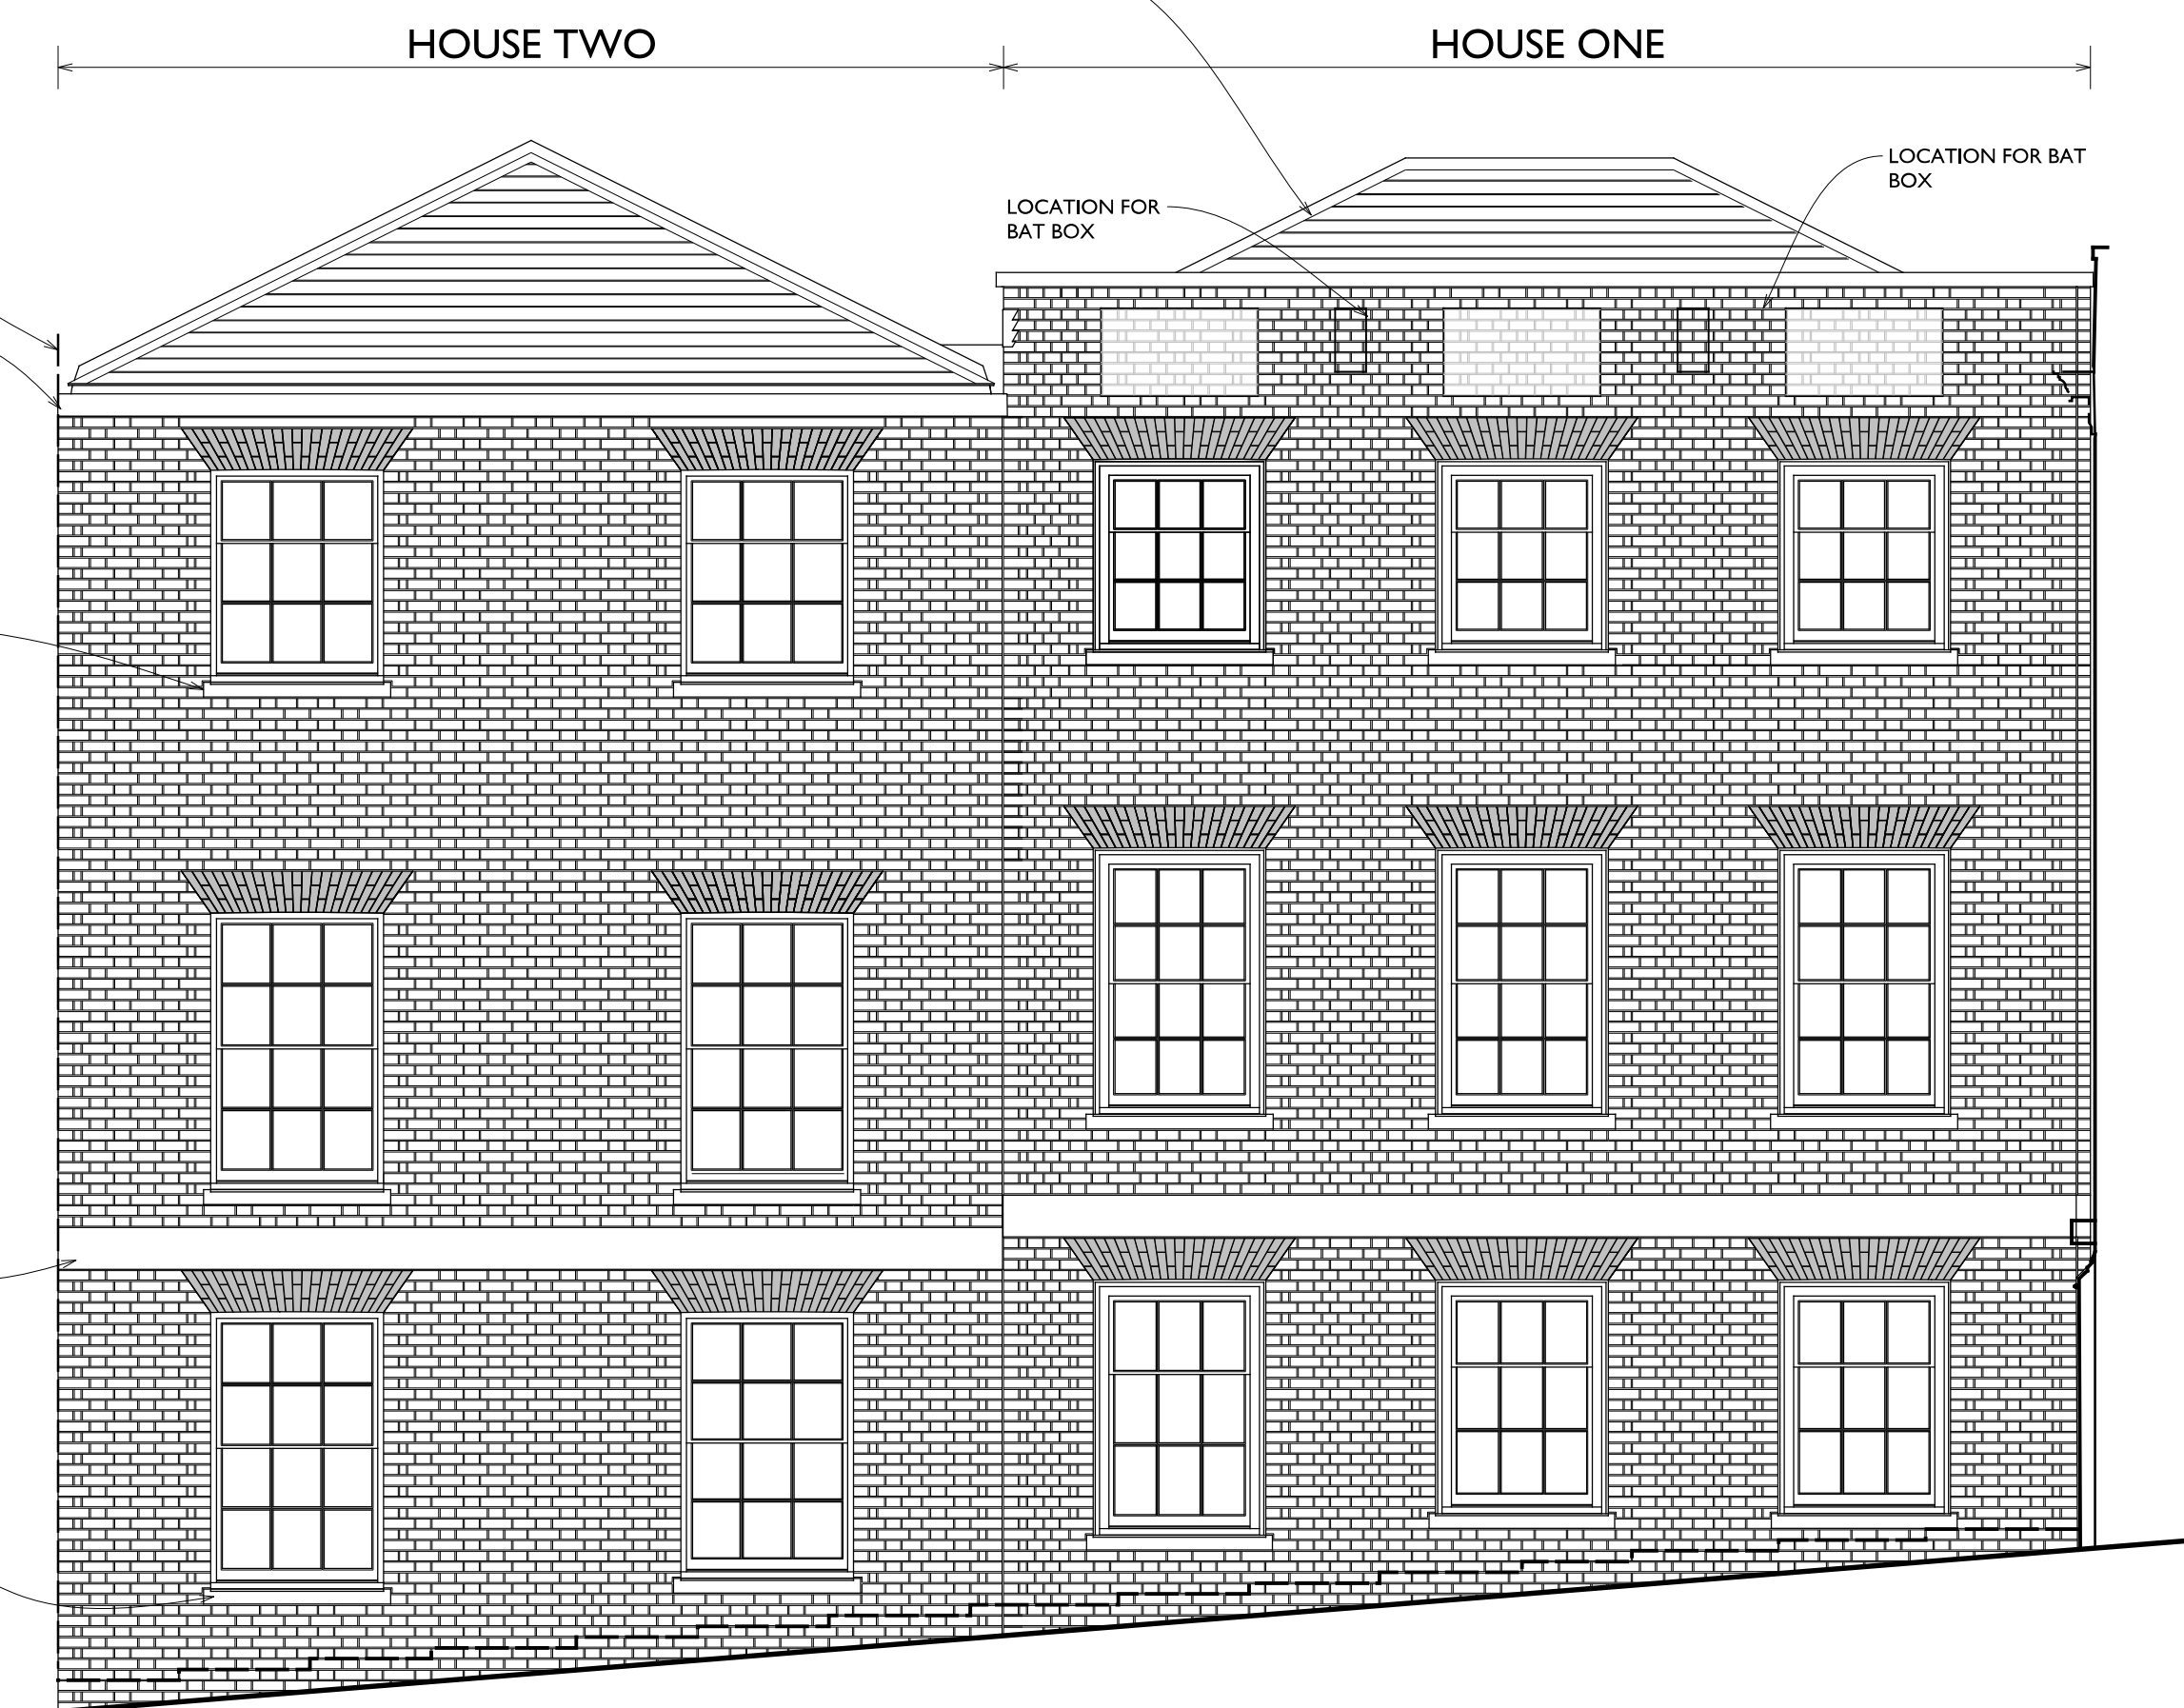 HOUSE TWO
HOUSE ONE
LOCATION FOR
BAT BOX
LOCATION FOR BAT
BOX